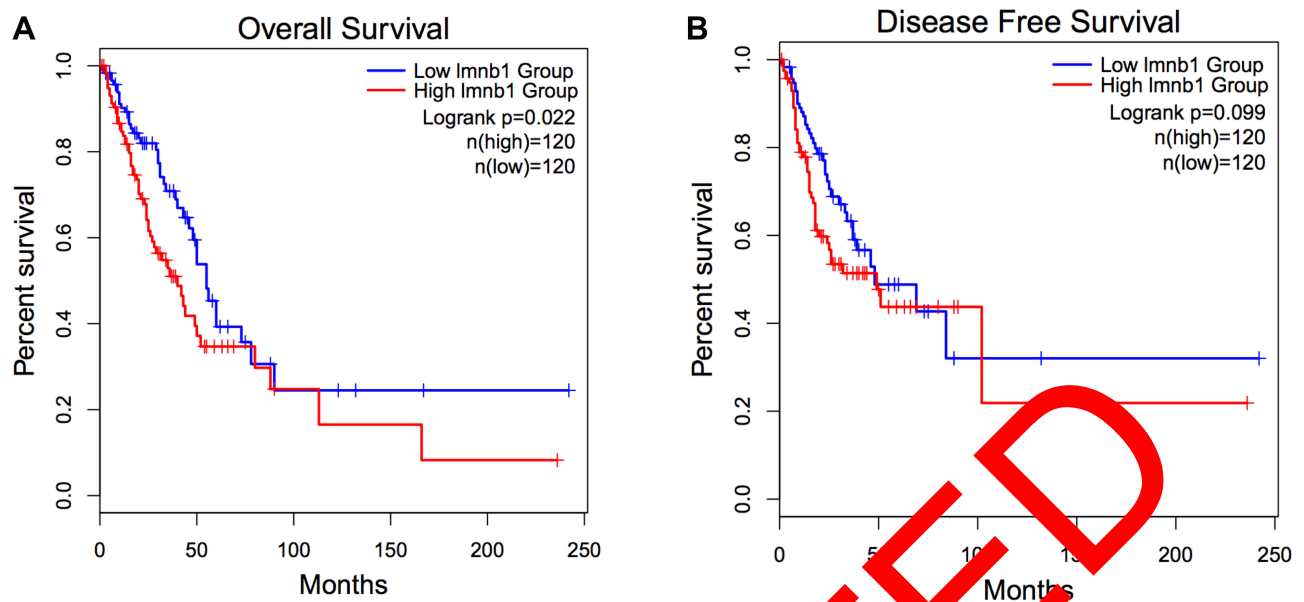 A
Overall Survival
Low lmnb1 Group
High lmnb1 Group
Logrank p=0.022
n(high)=120
n(low)=120
Percent survival
1.0
0.8
0.6
0.4
0.2
0.0
0 50 100 150 200 250
Months
B
Disease Free Survival
Low lmnb1 Group
High lmnb1 Group
Logrank p=0.099
n(high)=120
n(low)=120
Percent survival
1.0
0.8
0.6
0.4
0.2
0.0
0 200 250
Months
ED